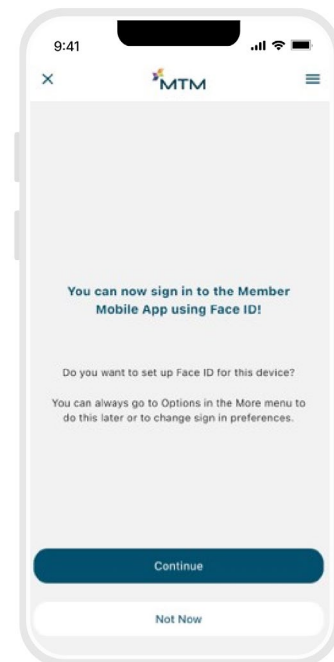 9:41
MTM
You can now sign in to the Member
Mobile App using Face ID!
Do you want to set up Face ID for this device?
You can always go to Options in the More menu to
do this later or to change sign in preferences.
Continue
Not Now